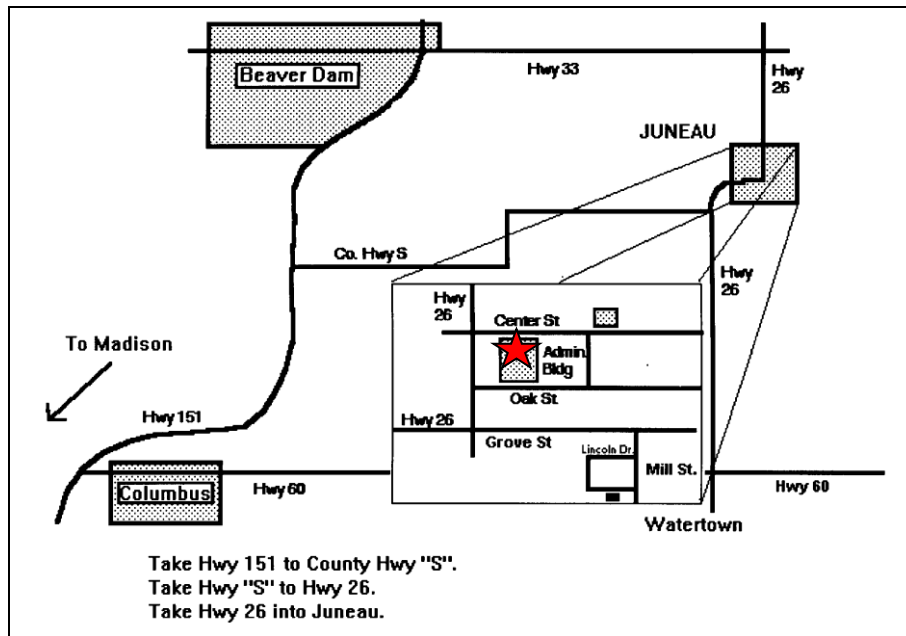 Beaver Dam
Hwy 33
Hwy
26
JUNEAU
Co. Hwy S
Hwy
26
Hwy
26
Center St
To Madison
Admin.
Bldg
Oak St.
Hwy 151
Hwy 26
Grove St
Lincoln Dr.
Mill St.
Columbus
Hwy 60
Hwy 60
Watertown
Take Hwy 151 to County Hwy "S".
Take Hwy "S" to Hwy 26.
Take Hwy 26 into Juneau.